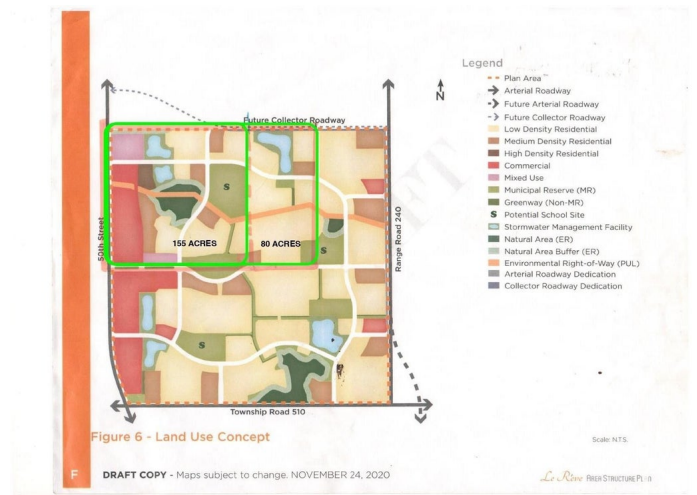 Legend
Plan Area
Arterial Roadway
Future Arterial Roadway
Future Collector Roadway
Low Density Residential
Medium Density Residential
High Density Residential
Commercial
Mixed Use
Municipal Reserve (MR)
Greenway (Non-MR)
S Potential School Site
Stormwater Management Facility
Natural Area (ER)
Natural Area Buffer (ER)
Environmental Right-of-Way (PUL)
Arterial Roadway Dedication
Collector Roadway Dedication
N
Future Collector Roadway
S
155 ACRES
80 ACRES
S
50th Street
Range Road 240
S
Township Road 510
Figure 6 - Land Use Concept
Scale N.T.S.
F
DRAFT COPY - Maps subject to change. NOVEMBER 24, 2020
Le Rêve AREA STRUCTURE